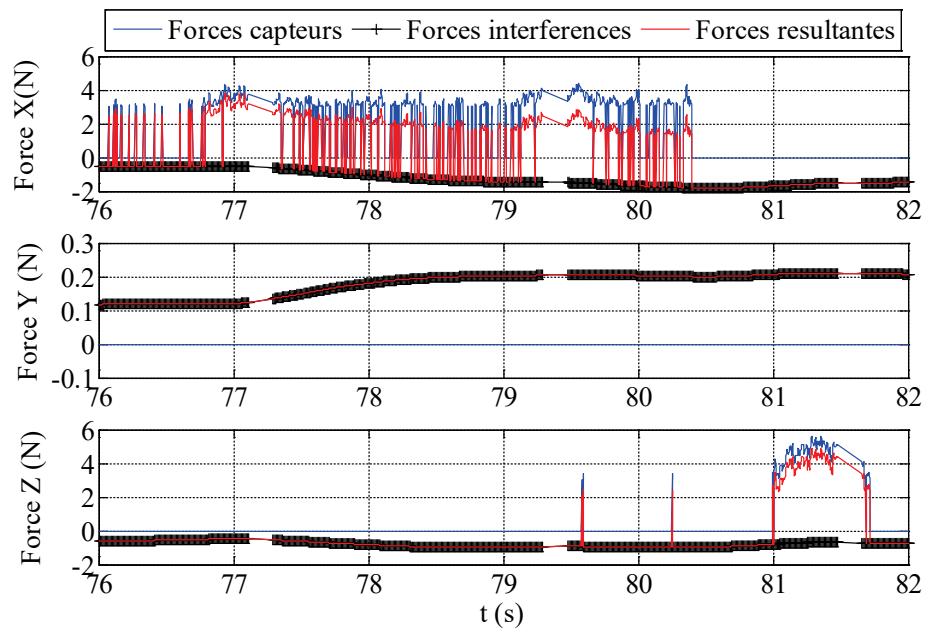 Forces capteurs Forces interferences Forces resultantes
Force X(N)
6
4
2
0
-2
76 77 78 79 80 81 82
Force Y (N)
0.3
0.2
0.1
0
-0.1
76 77 78 79 80 81 82
Force Z (N)
6
4
2
0
-2
76 77 78 79 80 81 82
t (s)